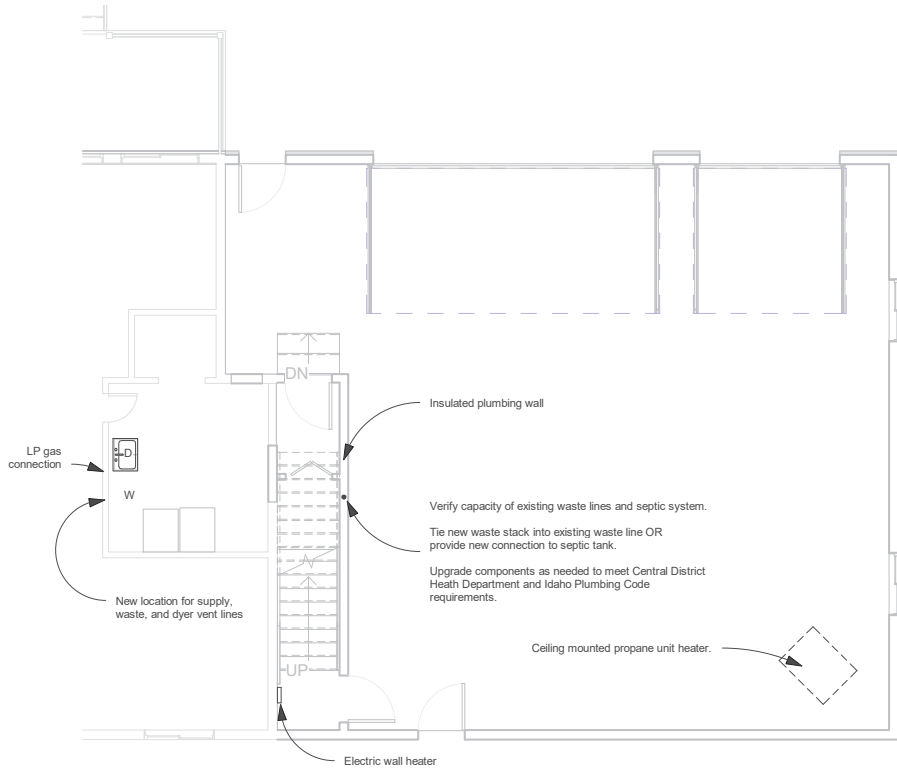 DN
Insulated plumbing wall
LP gas
connection
D
W
Verify capacity of existing waste lines and septic system.
Tie new waste stack into existing waste line OR
provide new connection to septic tank.
Upgrade components as needed to meet Central District
Heath Department and Idaho Plumbing Code
requirements.
New location for supply,
waste, and dyer vent lines
Ceiling mounted propane unit heater.
UP
Electric wall heater